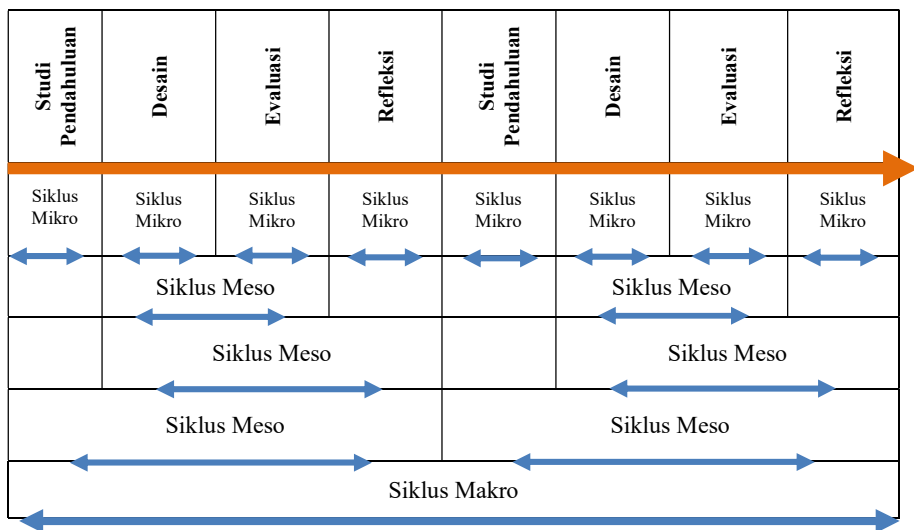 Studi
Pendahuluan
Desain
Evaluasi
Refleksi
Studi
Pendahuluan
Desain
Evaluasi
Refleksi
Siklus
Mikro
Siklus
Mikro
Siklus
Mikro
Siklus
Mikro
Siklus
Mikro
Siklus
Mikro
Siklus
Mikro
Siklus
Mikro
Siklus Meso
Siklus Meso
Siklus Meso
Siklus Meso
Siklus Meso
Siklus Meso
Siklus Makro